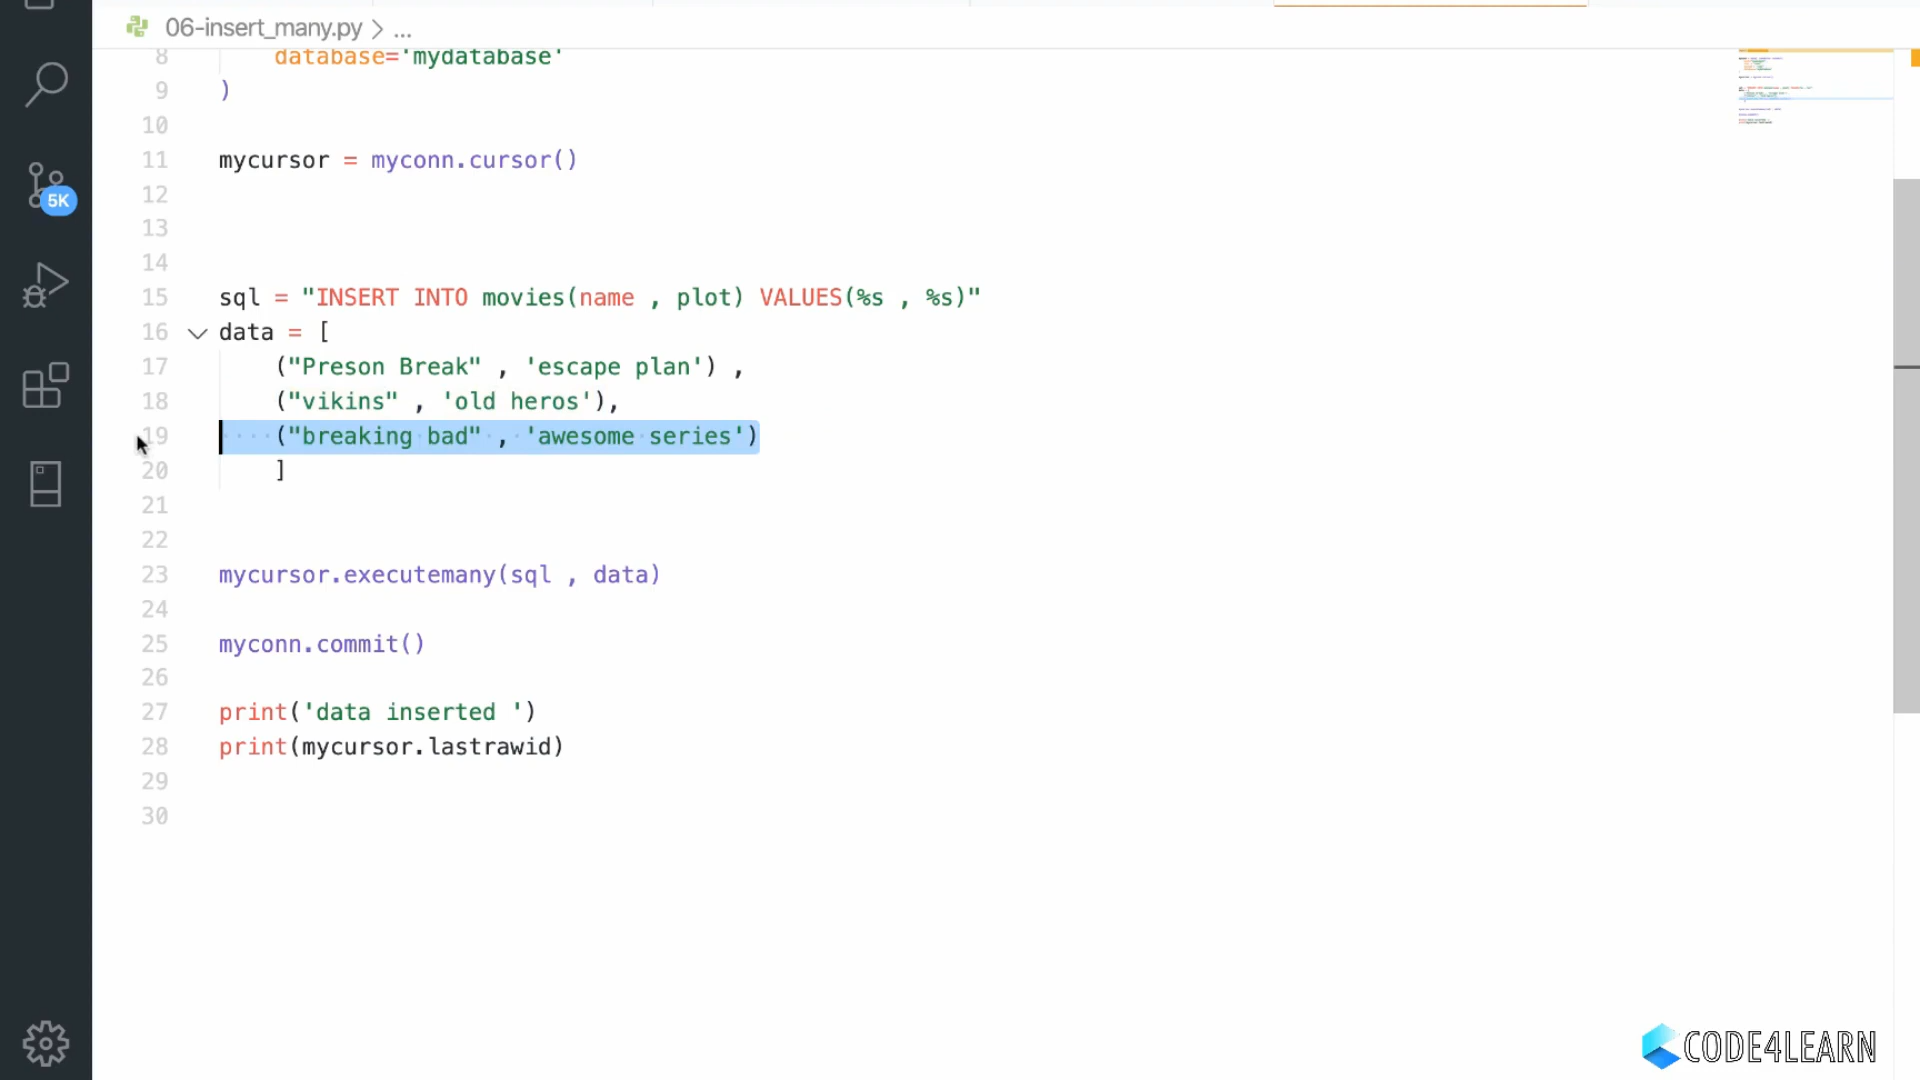 06-insert_many.py > ...
8 database='mydatabase'
9 )
10
11 mycursor = myconn.cursor()
12
13
14
15 sql = "INSERT INTO movies(name , plot) VALUES(%s , %s)"
16 data = [
17 ("Preson Break" , 'escape plan') ,
18 ("vikins" , 'old heros'),
19 ("breaking bad" , 'awesome series')
20 ]
21
22
23 mycursor.executemany(sql , data)
24
25 myconn.commit()
26
27 print('data inserted ')
28 print(mycursor.lastrawid)
29
30
5K
CODE4LEARN